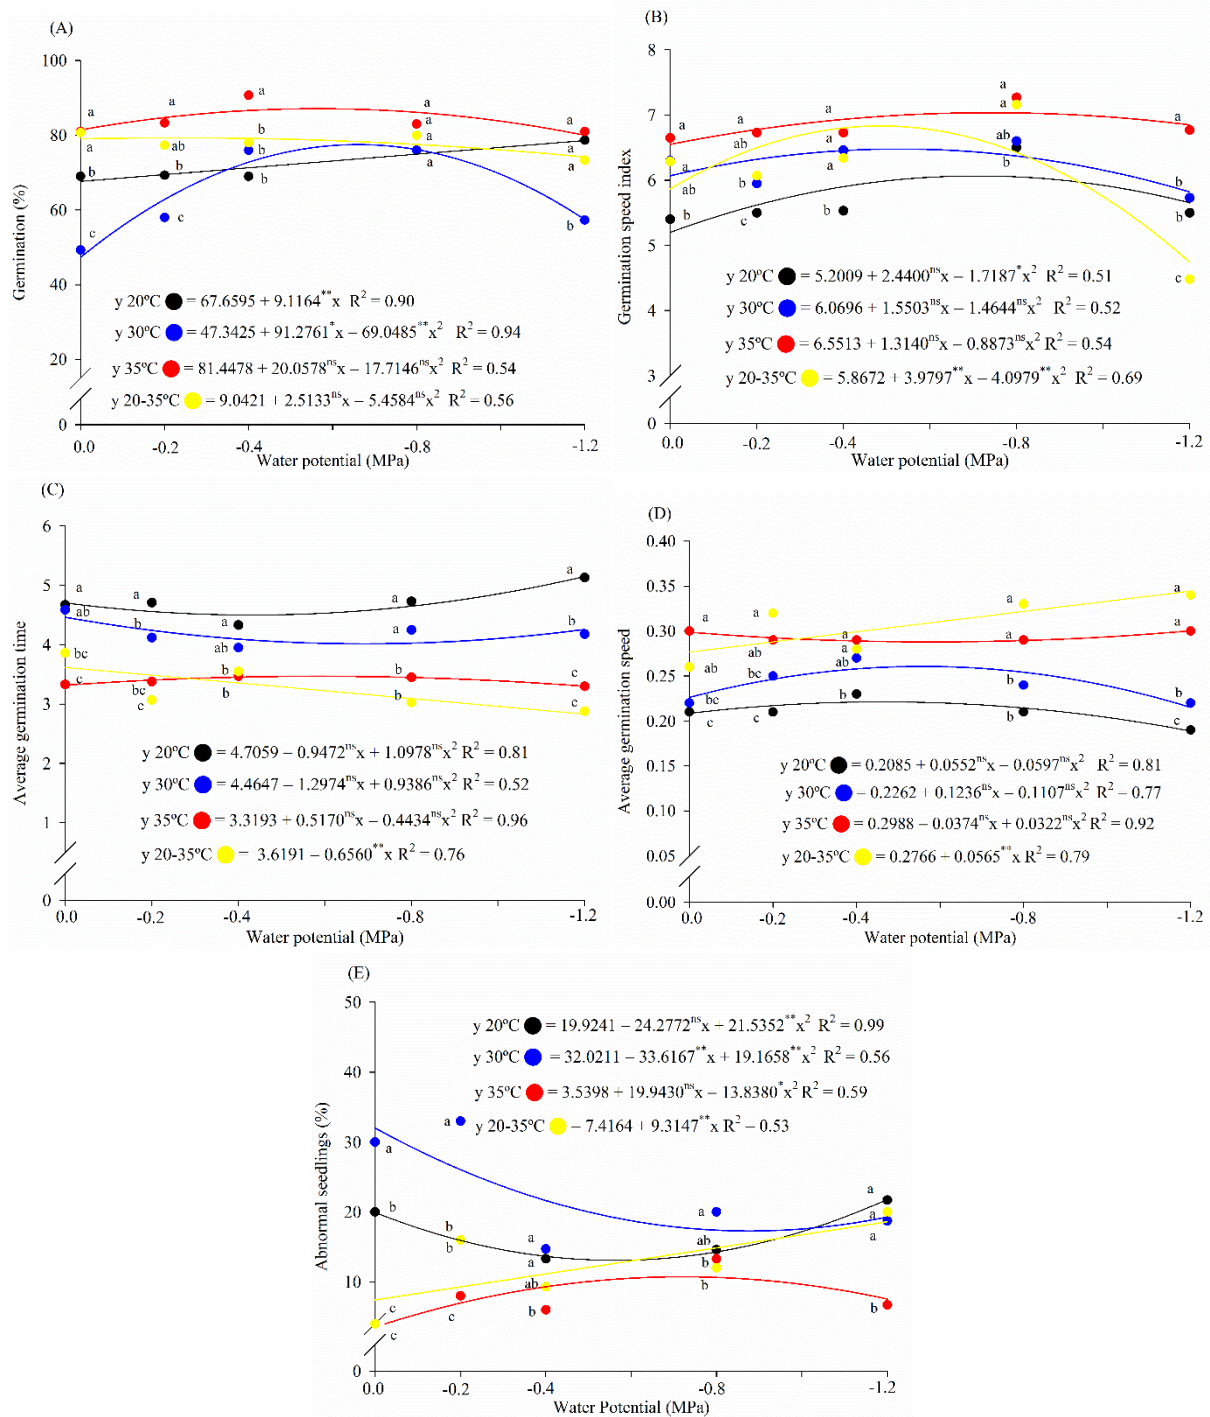 (A)
100
80
60
40
20
0
Germination (%)
a
a
a
a
a
a
ab
b
a
a
b
b
b
a
a
c
c
b
y 20ºC = 67.6595 + 9.1164**x R² = 0.90
y 30ºC = 47.3425 + 91.2761*x − 69.0485**x² R² = 0.94
y 35ºC = 81.4478 + 20.0578nsx − 17.7146nsx² R² = 0.54
y 20-35ºC = 9.0421 + 2.5133nsx − 5.4584nsx² R² = 0.56
0.0 -0.2 -0.4 -0.8 -1.2
Water potential (MPa)
(B)
8
7
6
5
4
3
0
Germination speed index
a
a
a
a
a
a
ab
a
ab
ab
b
b
b
b
c
b
b
c
y 20ºC = 5.2009 + 2.4400nsx − 1.7187*x² R² = 0.51
y 30ºC = 6.0696 + 1.5503nsx − 1.4644nsx² R² = 0.52
y 35ºC = 6.5513 + 1.3140nsx − 0.8873nsx² R² = 0.54
y 20-35ºC = 5.8672 + 3.9797**x − 4.0979**x² R² = 0.69
0.0 -0.2 -0.4 -0.8 -1.2
Water potential (MPa)
(C)
6
5
4
3
2
1
0
Average germination time
a
a
a
a
a
ab
b
ab
a
b
bc
bc
b
b
c
c
c
b
b
c
y 20ºC = 4.7059 − 0.9472nsx + 1.0978nsx² R² = 0.81
y 30ºC = 4.4647 − 1.2974nsx + 0.9386nsx² R² = 0.52
y 35ºC = 3.3193 + 0.5170nsx − 0.4434nsx² R² = 0.96
y 20-35ºC = 3.6191 − 0.6560**x R² = 0.76
0.0 -0.2 -0.4 -0.8 -1.2
Water potential (MPa)
(D)
0.40
0.35
0.30
0.25
0.20
0.15
0.10
0.05
0.00
Average germination speed
a
a
a
a
a
ab
a
a
a
ab
b
ab
b
b
bc
c
c
b
b
c
y 20ºC = 0.2085 + 0.0552nsx − 0.0597nsx² R² = 0.81
y 30ºC − 0.2262 + 0.1236nsx − 0.1107nsx² R² − 0.77
y 35ºC = 0.2988 − 0.0374nsx + 0.0322nsx² R² = 0.92
y 20-35ºC = 0.2766 + 0.0565**x R² = 0.79
0.0 -0.2 -0.4 -0.8 -1.2
Water potential (MPa)
(E)
50
40
30
20
10
0
Abnormal seedlings (%)
y 20ºC = 19.9241 − 24.2772nsx + 21.5352**x² R² = 0.99
y 30ºC = 32.0211 − 33.6167**x + 19.1658**x² R² = 0.56
y 35ºC = 3.5398 + 19.9430nsx − 13.8380*x² R² = 0.59
y 20-35ºC − 7.4164 + 9.3147**x R² − 0.53
a
a
b
b
b
a
a
ab
b
a
ab
b
b
a
a
a
b
c
c
c
0.0 -0.2 -0.4 -0.8 -1.2
Water Potential (MPa)